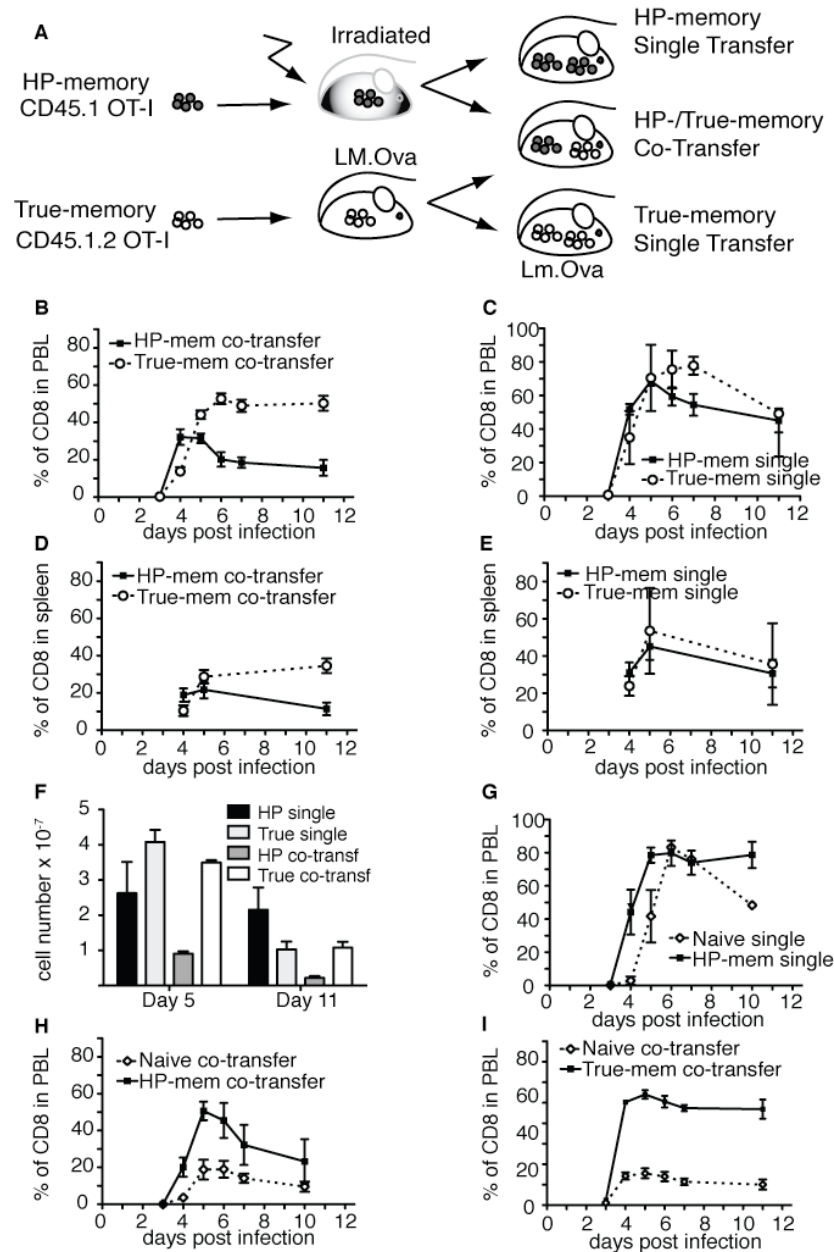 A
Irradiated
HP-memory
Single Transfer
HP-memory
CD45.1 OT-I
HP-/True-memory
Co-Transfer
LM.Ova
True-memory
CD45.1.2 OT-I
True-memory
Single Transfer
Lm.Ova
B
% of CD8 in PBL
HP-mem co-transfer
True-mem co-transfer
80
60
40
20
0
0 2 4 6 8 10 12
days post infection
C
% of CD8 in PBL
100
80
60
40
20
0
HP-mem single
True-mem single
0 2 4 6 8 10 12
days post infection
D
% of CD8 in spleen
HP-mem co-transfer
True-mem co-transfer
80
60
40
20
0
0 2 4 6 8 10 12
days post infection
E
% of CD8 in spleen
HP-mem single
True-mem single
80
60
40
20
0
0 2 4 6 8 10 12
days post infection
F
cell number x 10-7
5
4
3
2
1
HP single
True single
HP co-transf
True co-transf
Day 5 Day 11
G
% of CD8 in PBL
100
80
60
40
20
0
Naive single
HP-mem single
0 2 4 6 8 10 12
days post infection
H
% of CD8 in PBL
Naive co-transfer
HP-mem co-transfer
80
60
40
20
0
0 2 4 6 8 10 12
days post infection
I
% of CD8 in PBL
Naive co-transfer
True-mem co-transfer
80
60
40
20
0
0 2 4 6 8 10 12
days post infection